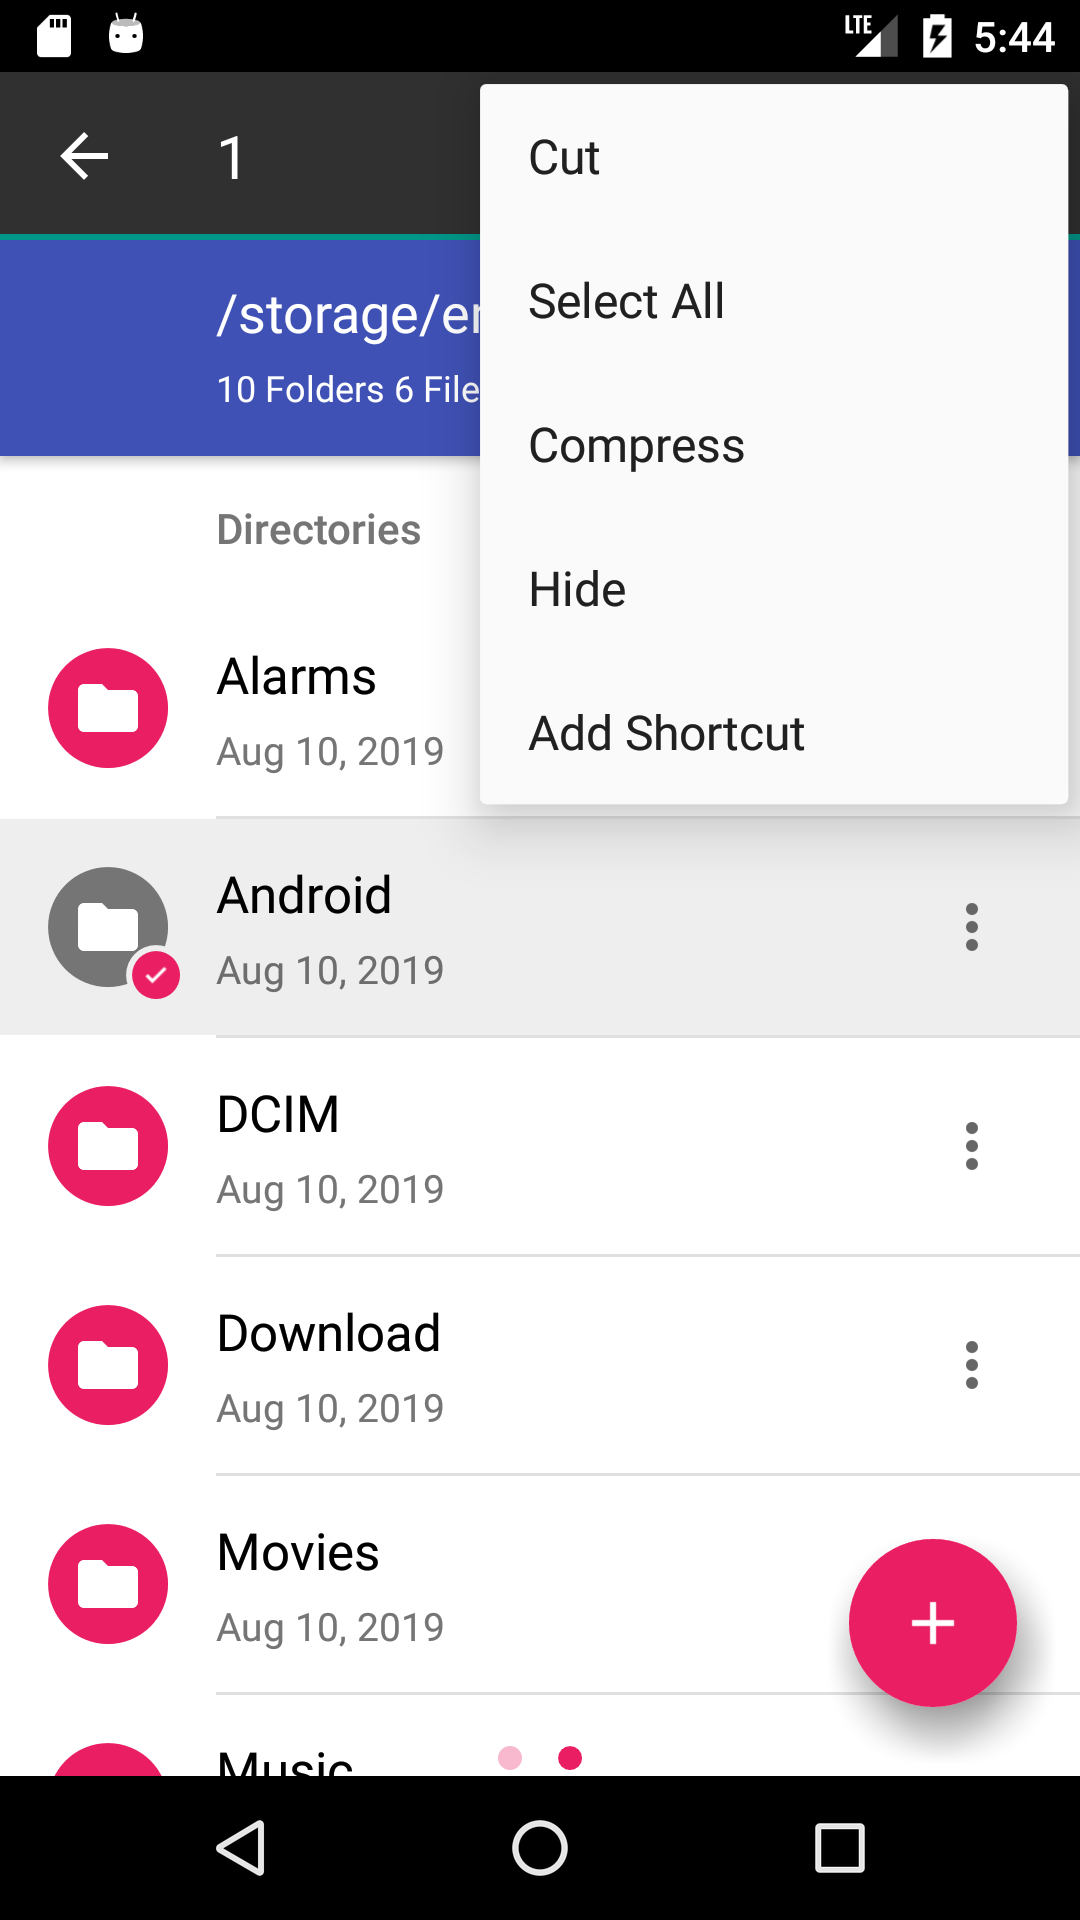 LTE 5:44
1
Cut
Select All
Compress
Hide
Add Shortcut
/storage/e
10 Folders 6 File
Directories
Alarms
Aug 10, 2019
Android
Aug 10, 2019
DCIM
Aug 10, 2019
Download
Aug 10, 2019
Movies
Aug 10, 2019
Music